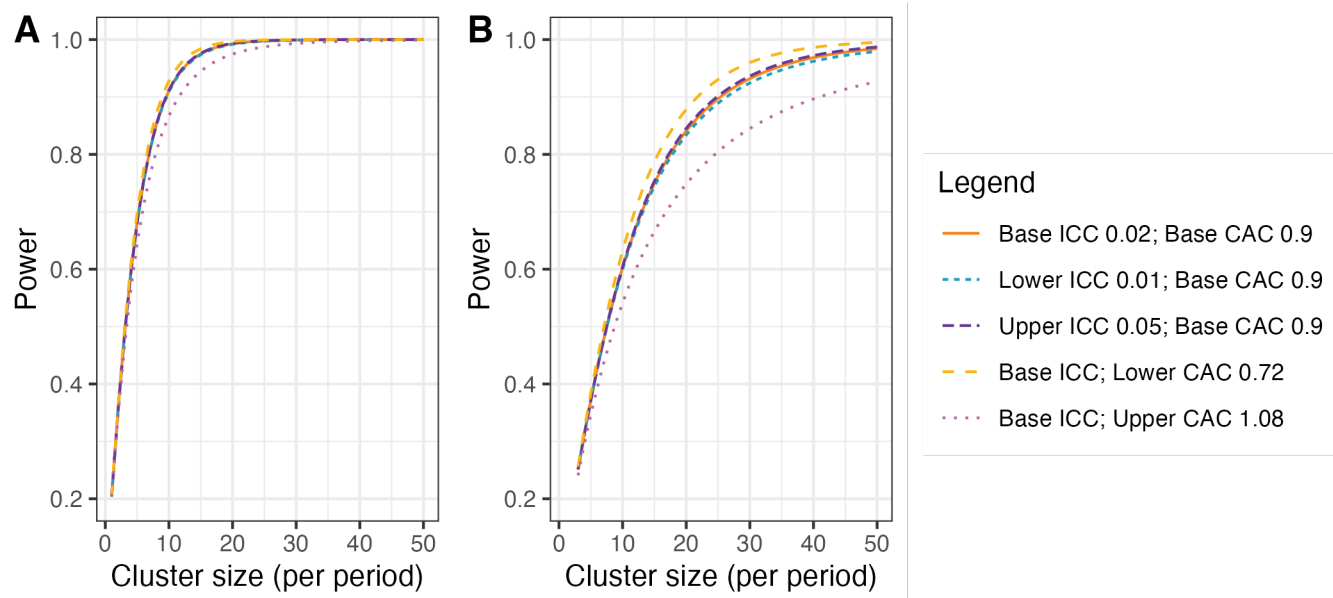 A
1.0
0.8
0.6
0.4
0.2
Power
0 10 20 30 40 50
Cluster size (per period)
B
1.0
0.8
0.6
0.4
0.2
Power
0 10 20 30 40 50
Cluster size (per period)
Legend
Base ICC 0.02; Base CAC 0.9
Lower ICC 0.01; Base CAC 0.9
Upper ICC 0.05; Base CAC 0.9
Base ICC; Lower CAC 0.72
Base ICC; Upper CAC 1.08